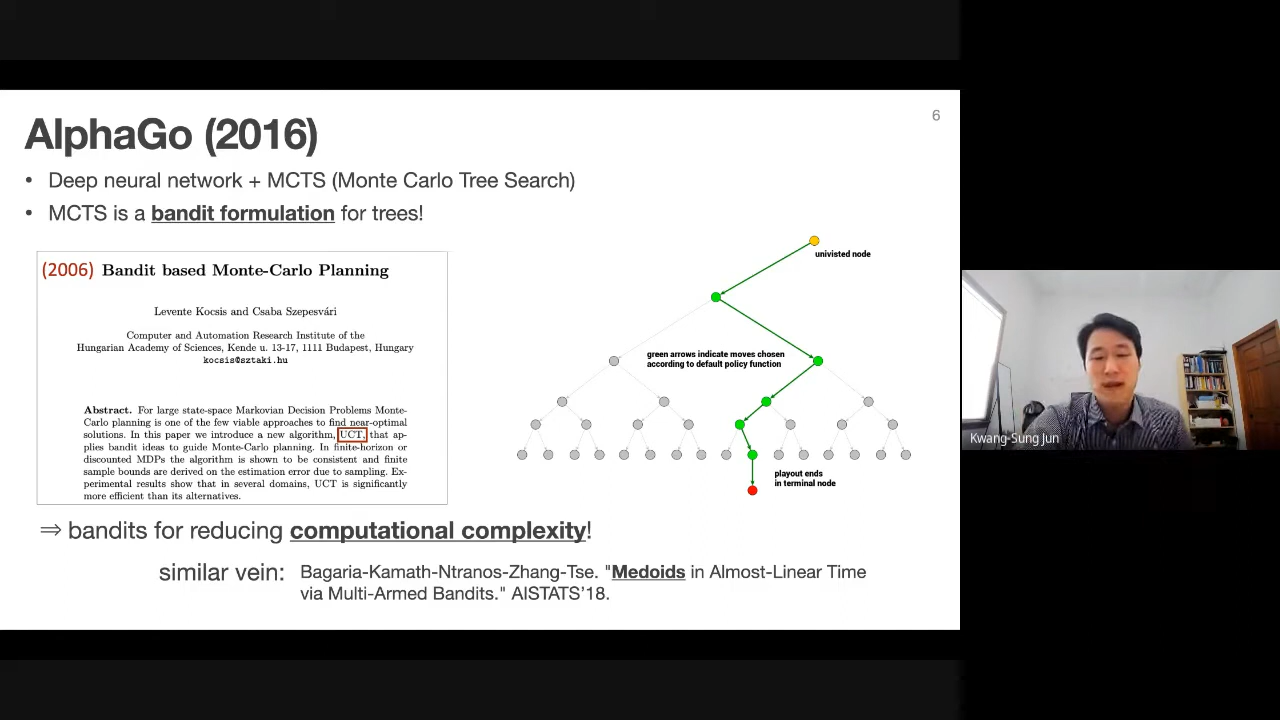 6
AlphaGo (2016)
• Deep neural network + MCTS (Monte Carlo Tree Search)
• MCTS is a bandit formulation for trees!
(2006) Bandit based Monte-Carlo Planning
Levente Kocsis and Csaba Szepesvári
Computer and Automation Research Institute of the
Hungarian Academy of Sciences, Kende u. 13-17, 1111 Budapest, Hungary
kocsis@sztaki.hu
Abstract. For large state-space Markovian Decision Problems Monte-
Carlo planning is one of the few viable approaches to find near-optimal
solutions. In this paper we introduce a new algorithm, UCT, that ap-
plies bandit ideas to guide Monte-Carlo planning. In finite-horizon or
discounted MDPs the algorithm is shown to be consistent and finite
sample bounds are derived on the estimation error due to sampling. Ex-
perimental results show that in several domains, UCT is significantly
more efficient than its alternatives.
univisted node
green arrows indicate moves chosen
according to default policy function
playout ends
in terminal node
⇒ bandits for reducing computational complexity!
similar vein: Bagaria-Kamath-Ntranos-Zhang-Tse. "Medoids in Almost-Linear Time
via Multi-Armed Bandits." AISTATS'18.
Kwang-Sung Jun